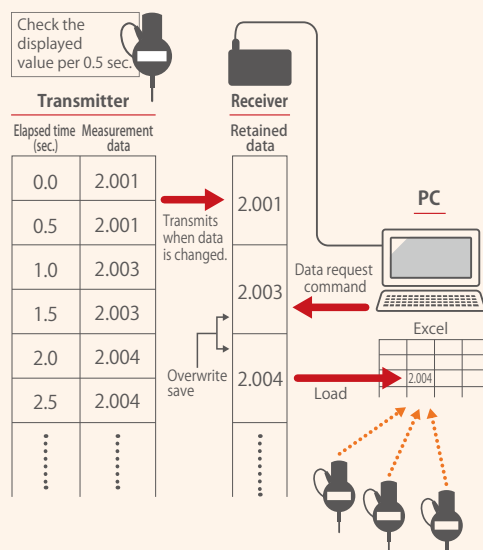 Check the
displayed
value per 0.5 sec.
Transmitter
Receiver
Elapsed time
(sec.)
Measurement
data
Retained
data
0.0 2.001
2.001
0.5 2.001
Transmits
when data
is changed.
PC
1.0 2.003
2.003
Data request
command
1.5 2.003
Excel
2.0 2.004
Overwrite
save
2.004
2.004
Load
2.5 2.004